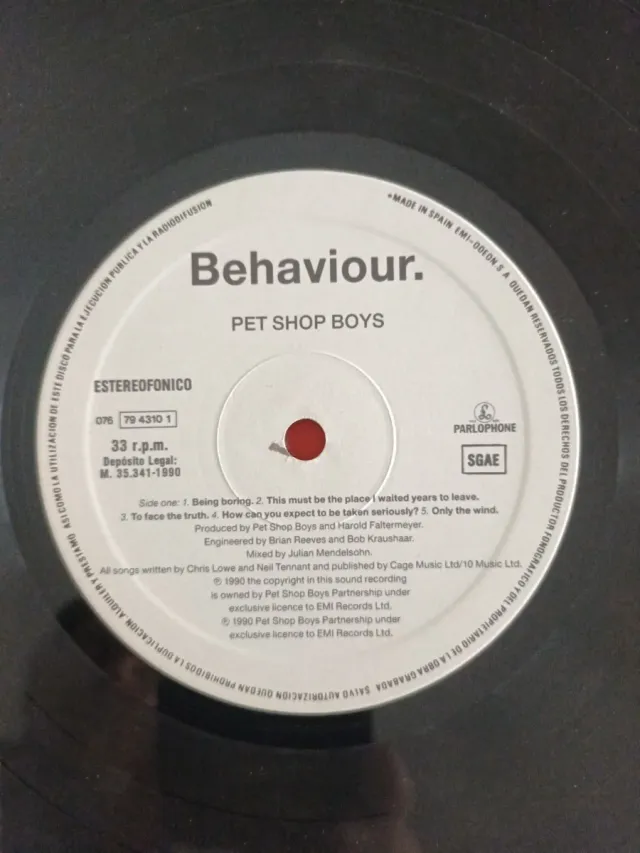 Behaviour.
PET SHOP BOYS
ESTEREOFONICO
076 79 4310 1
33 r.p.m.
Depósito Legal:
M. 35.341-1990
PARLOPHONE
SGAE
Side one: 1. Being boring. 2. This must be the place I waited years to leave.
3. To face the truth. 4. How can you expect to be taken seriously? 5. Only the wind.
Produced by Pet Shop Boys and Harold Faltermeyer.
Engineered by Brian Reeves and Bob Kraushaar.
Mixed by Julian Mendelsohn.
All songs written by Chris Lowe and Neil Tennant and published by Cage Music Ltd/10 Music Ltd.
℗ 1990 the copyright in this sound recording
is owned by Pet Shop Boys Partnership under
exclusive licence to EMI Records Ltd.
℗ 1990 Pet Shop Boys Partnership under
exclusive licence to EMI Records Ltd.
*MADE IN SPAIN EMI-ODEON, S. A. QUEDAN RESERVADOS TODOS LOS DERECHOS DEL PRODUCTOR FONOGRAFICO Y DEL PROPIETARIO DE LA OBRA GRABADA. SALVO AUTORIZACION QUEDAN PROHIBIDOS LA DUPLICACION, ALQUILER Y PRESTAMO, ASI COMO LA UTILIZACION DE ESTE DISCO PARA LA EJECUCION PUBLICA Y LA RADIODIFUSION